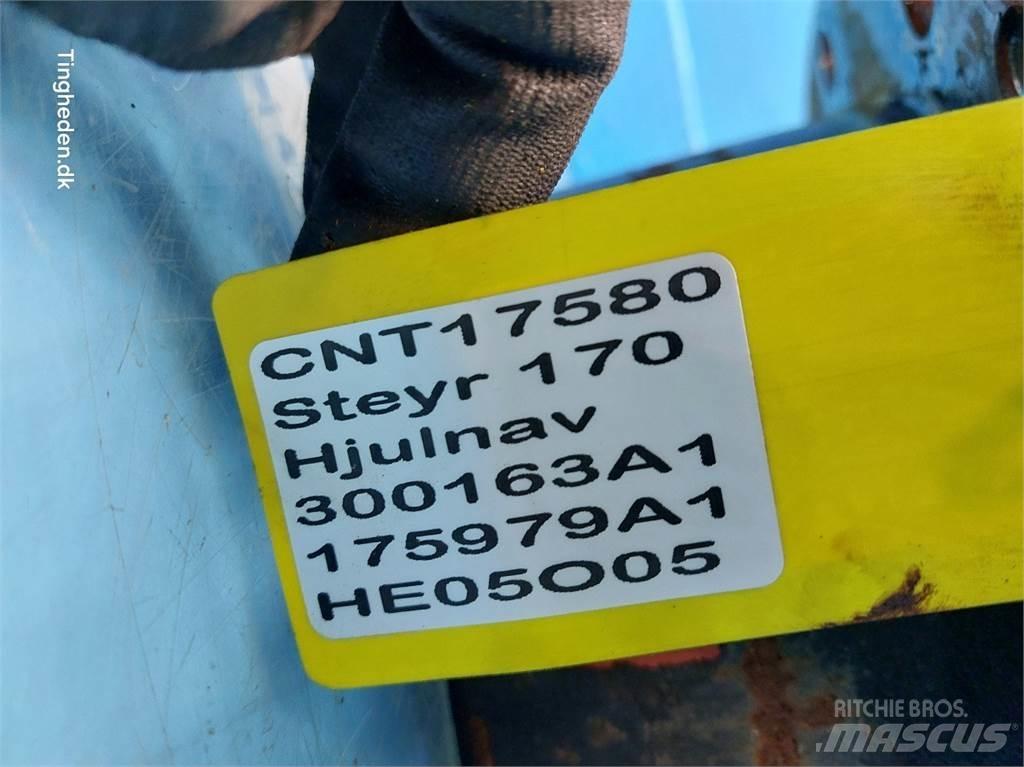 Tingheden.dk
CNT17580
Steyr 170
Hjulnav
300163A1
175979A1
HE05O05
RITCHIE BROS.
MASCUS